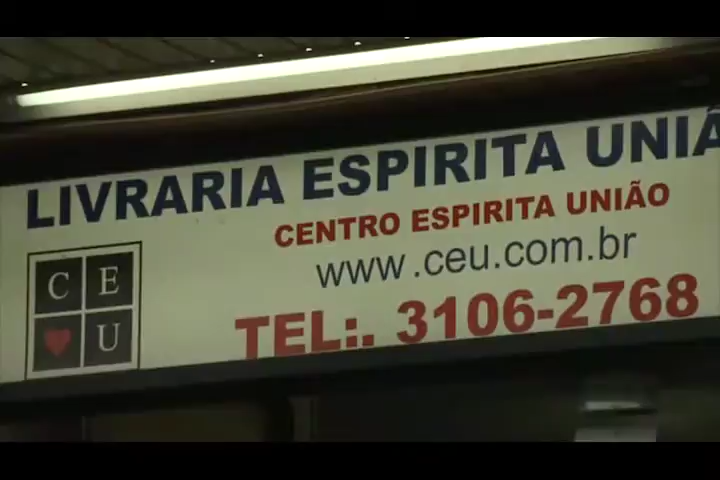 LIVRARIA ESPIRITA UNIÃ
CENTRO ESPIRITA UNIÃO
www.ceu.com.br
TEL:. 3106-2768
C E
U